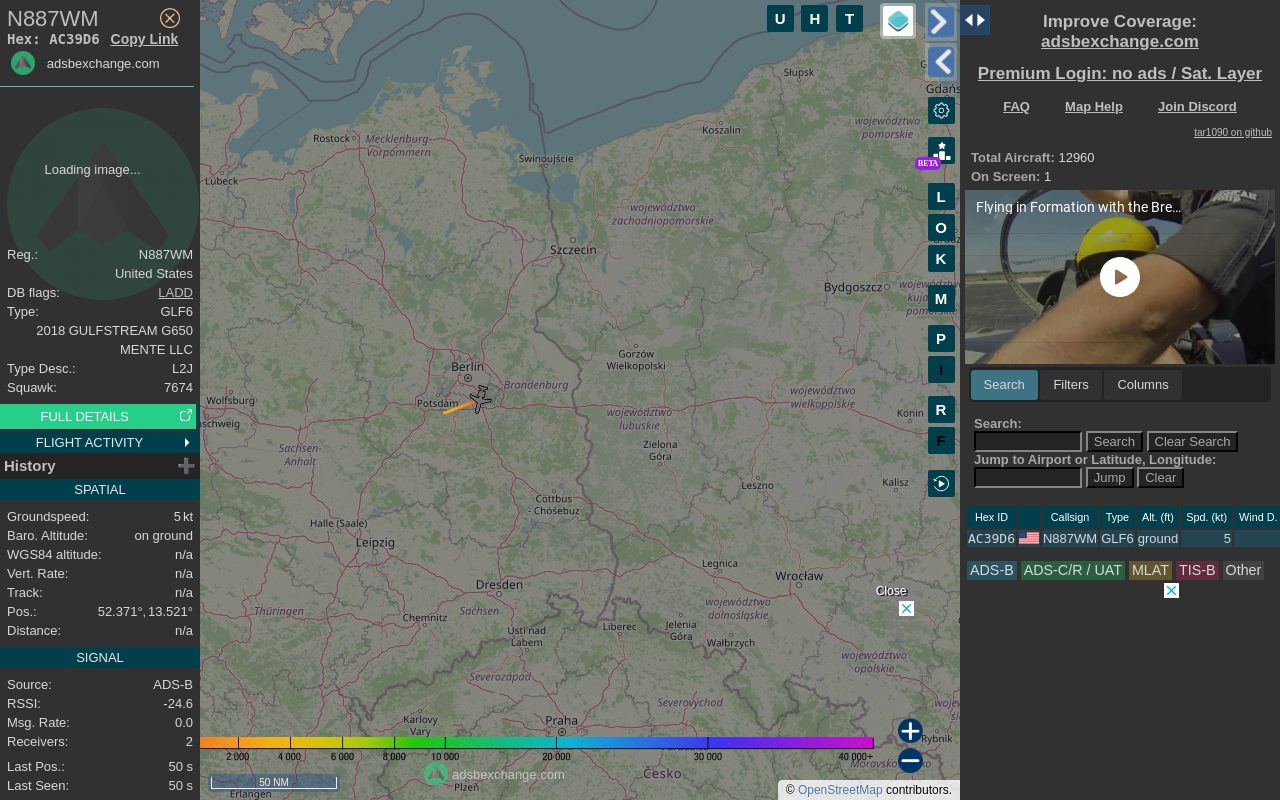 N887WM
Hex: AC39D6 Copy Link
adsbexchange.com
Loading image...
Reg.: N887WM
United States
DB flags: LADD
Type: GLF6
2018 GULFSTREAM G650
MENTE LLC
Type Desc.: L2J
Squawk: 7674
FULL DETAILS
FLIGHT ACTIVITY
History
SPATIAL
Groundspeed: 5 kt
Baro. Altitude: on ground
WGS84 altitude: n/a
Vert. Rate: n/a
Track: n/a
Pos.: 52.371°, 13.521°
Distance: n/a
SIGNAL
Source: ADS-B
RSSI: -24.6
Msg. Rate: 0.0
Receivers: 2
Last Pos.: 50 s
Last Seen: 50 s
U H T
L
O
K
M
P
I
R
F
BETA
Słupsk
Gdańs
województwo
pomorskie
Koszalin
Rostock
Mecklenburg-
Vorpommern
Świnoujście
Lübeck
województwo
zachodniopomorskie
Szczecin
Bydgoszcz
województwo
Gorzów
Wielkopolski
Berlin
Brandenburg
Potsdam
Wolfsburg
schweig
województwo
wielkopolskie
Konin
województwo
lubuskie
Sachsen-
Anhalt
Zielona
Góra
Leszno
Kalisz
Cottbus
- Chóśebuz
Halle (Saale)
Leipzig
Legnica
Wrocław
Dresden
Thüringen
Sachsen
Chemnitz
województwo
dolnośląskie
Ústí nad
Labem
Liberec
Jelenia
Góra
Wałbrzych
województwo
opolskie
Severozápad
Severovýchod
Karlovy
Vary
Praha
Rybnik
Moravskoslezsko
Česko
Plzeň
Erlangen
2 000 4 000 6 000 8 000 10 000 20 000 30 000 40 000+
50 NM
adsbexchange.com
Close
© OpenStreetMap contributors.
Improve Coverage:
adsbexchange.com
Premium Login: no ads / Sat. Layer
FAQ Map Help Join Discord
tar1090 on github
Total Aircraft: 12960
On Screen: 1
Flying in Formation with the Bre...
Search Filters Columns
Search:
Search Clear Search
Jump to Airport or Latitude, Longitude:
Jump Clear
Hex ID Callsign Type Alt. (ft) Spd. (kt) Wind D.
AC39D6 N887WM GLF6 ground 5
ADS-B ADS-C/R / UAT MLAT TIS-B Other